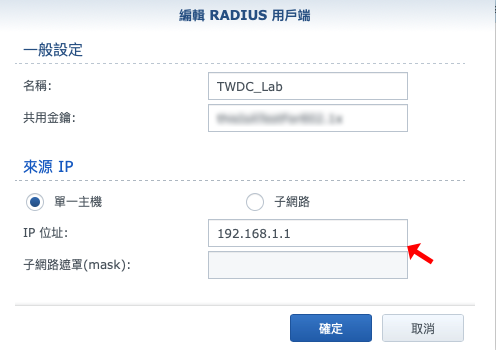 編輯 RADIUS 用戶端
一般設定
名稱: TWDC_Lab
共用金鑰:
來源 IP
單一主機 子網路
IP 位址: 192.168.1.1
子網路遮罩(mask):
確定 取消